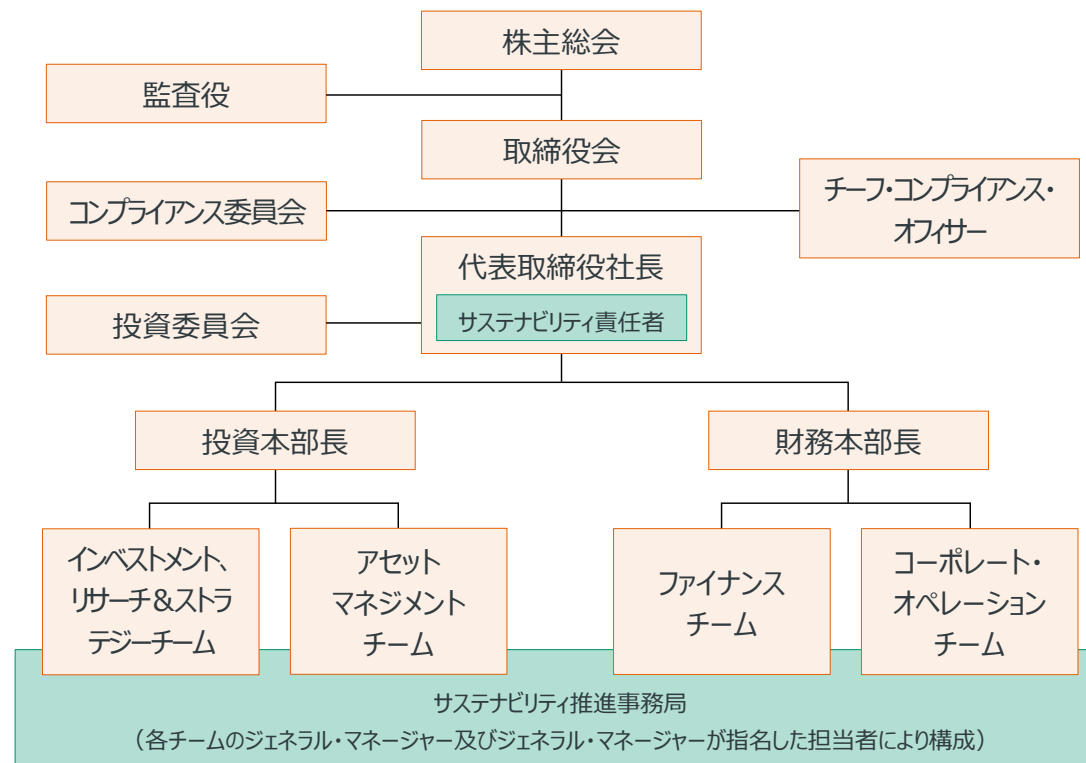 株主総会
監査役
取締役会
コンプライアンス委員会
チーフ・コンプライアンス・
オフィサー
代表取締役社長
サステナビリティ責任者
投資委員会
投資本部長
財務本部長
インベストメント、
リサーチ&ストラ
テジーチーム
アセット
マネジメント
チーム
ファイナンス
チーム
コーポレート・
オペレーション
チーム
サステナビリティ推進事務局
(各チームのジェネラル・マネージャー及びジェネラル・マネージャーが指名した担当者により構成)